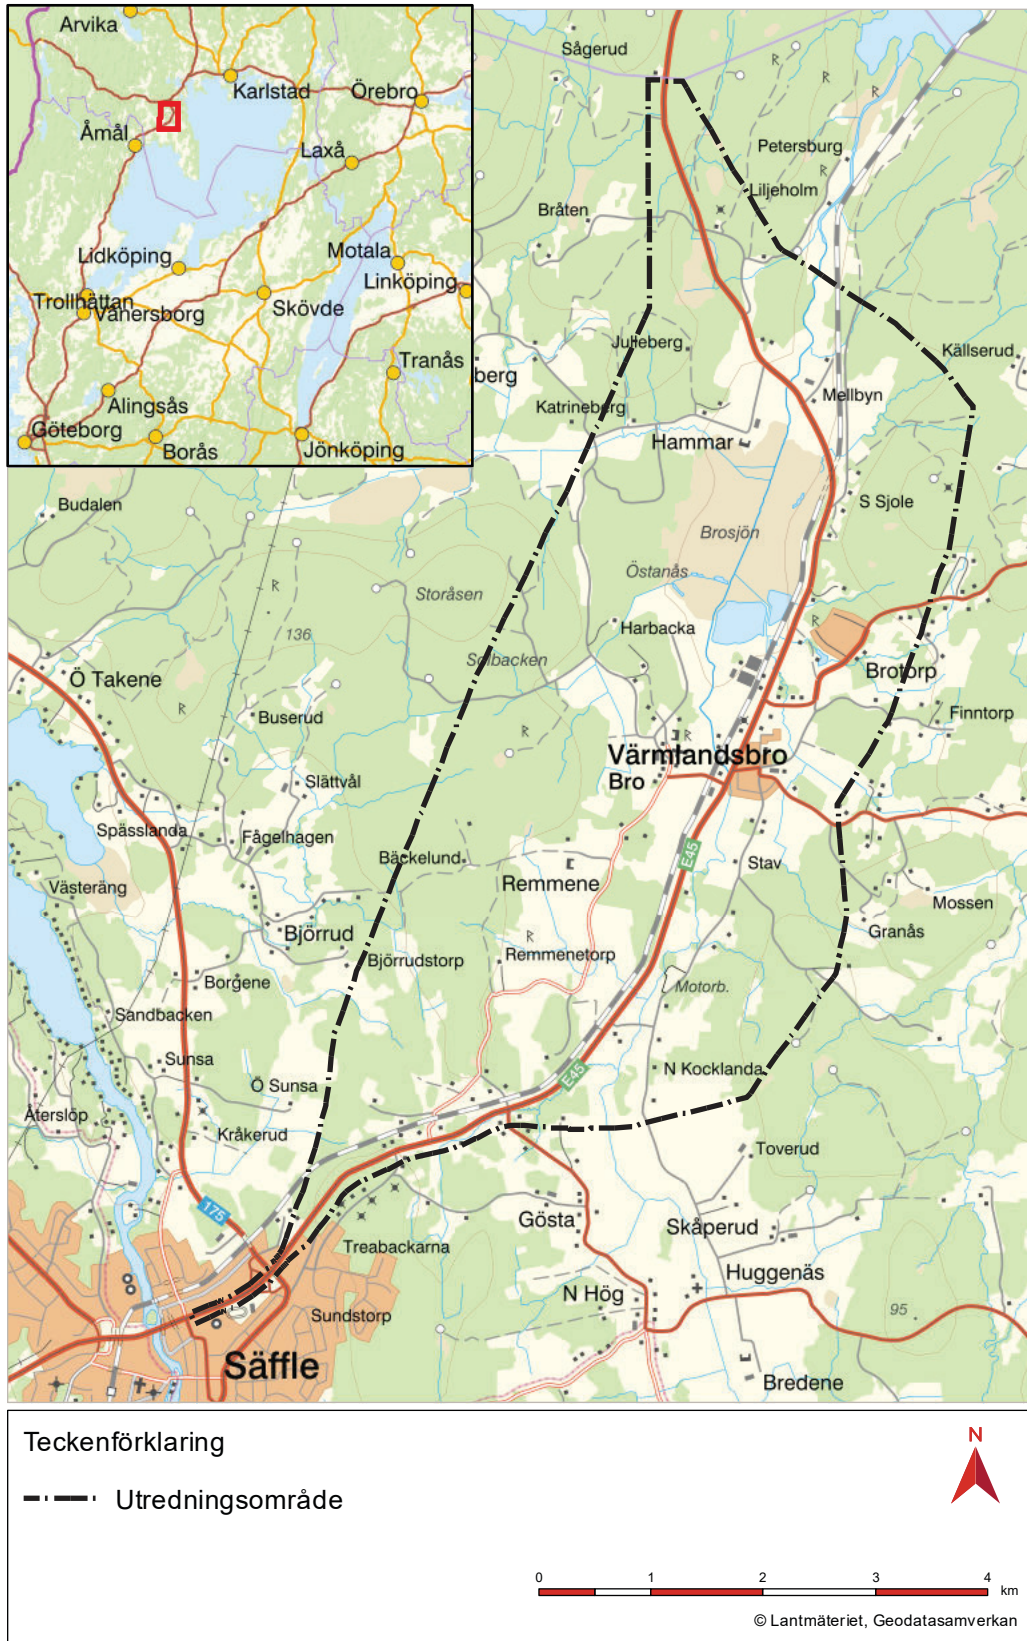 Arvika
Karlstad
Örebro
Åmål
Laxå
Lidköping
Motala
Linköping
Trollhättan
Vänersborg
Skövde
Tranås
Alingsås
Göteborg
Borås
Jönköping
Sågerud
Petersburg
Liljeholm
Bråten
Julleberg
Källserud
berg
Katrineberg
Mellbyn
Hammar
S Sjole
Budalen
Brosjön
R
R
R
R
R
R
R
R
Östanås
Storåsen
136
Harbacka
Solbacken
Ö Takene
Brotorp
Buserud
Finntorp
Värmlandsbro
Bro
Slättvål
Spässlanda
Fågelhagen
Bäckelund
E45
Stav
Remmene
Västeräng
Mossen
Björrud
Granås
Björrudstorp
Remmenetorp
Borgene
Motorb.
Sandbacken
Sunsa
E45
N Kocklanda
Ö Sunsa
Återslöp
Kråkerud
Toverud
175
Gösta
Skåperud
Treabackarna
Huggenäs
N Hög
Sundstorp
95
Säffle
Bredene
Teckenförklaring
N
Utredningsområde
0 1 2 3 4
km
© Lantmäteriet, Geodatasamverkan